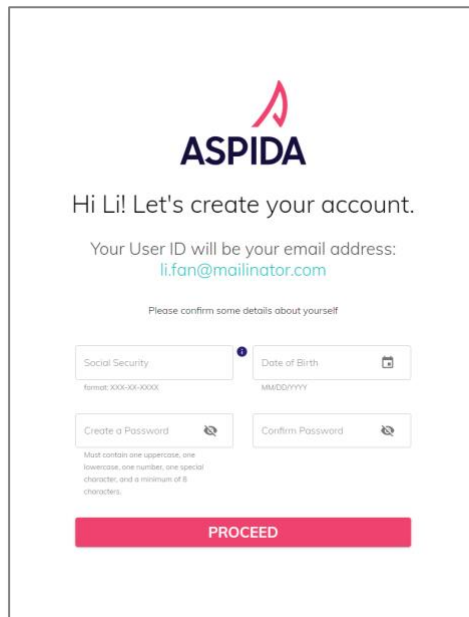 ASPIDA
Hi Li! Let's create your account.
Your User ID will be your email address:
li.fan@mailinator.com
Please confirm some details about yourself
Social Security
Date of Birth
format: XXX-XX-XXXX
MM/DD/YYYY
Create a Password
Confirm Password
Must contain one uppercase, one
lowercase, one number, one special
character, and a minimum of 8
characters.
PROCEED